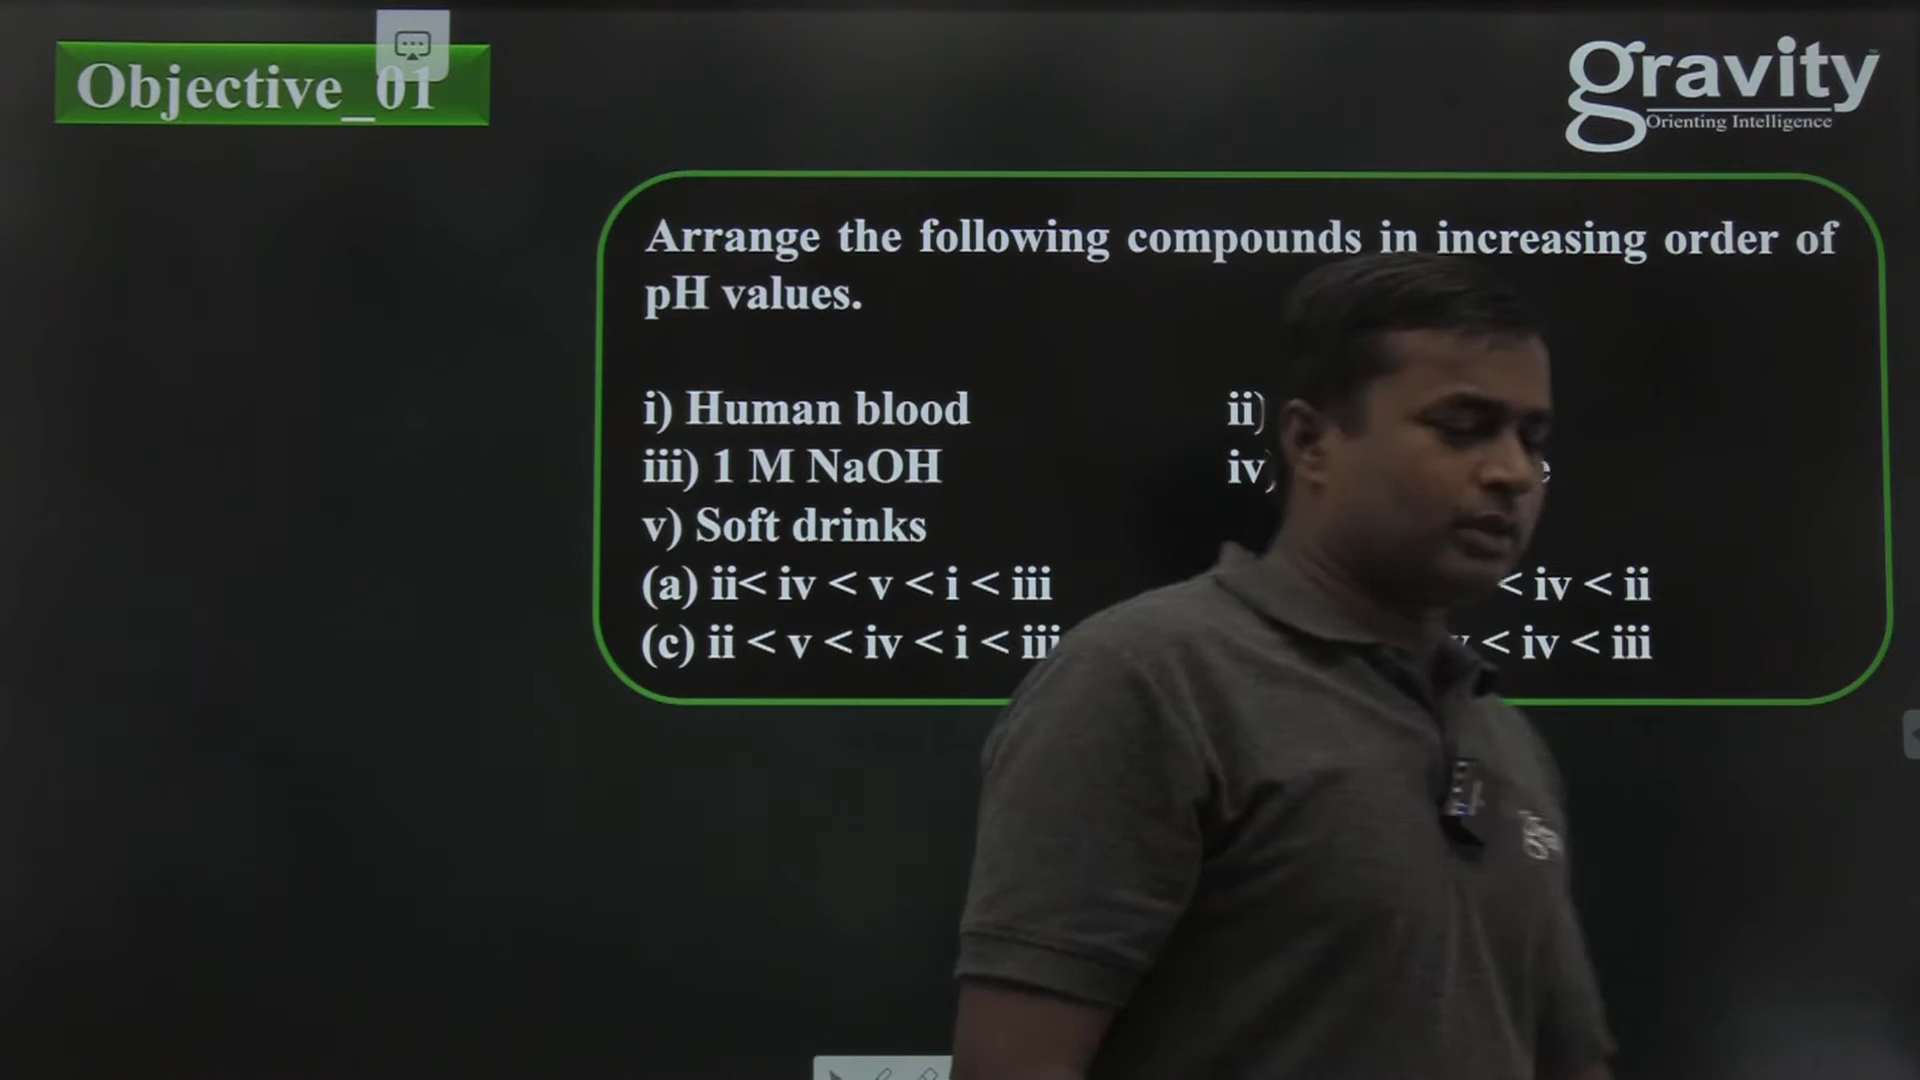 Objective_01
gravity
Orienting Intelligence
Arrange the following compounds in increasing order of
pH values.
i) Human blood ii)
iii) 1 M NaOH iv)
v) Soft drinks
(a) ii< iv < v < i < iii < iv < ii
(c) ii < v < iv < i < iii < iv < iii